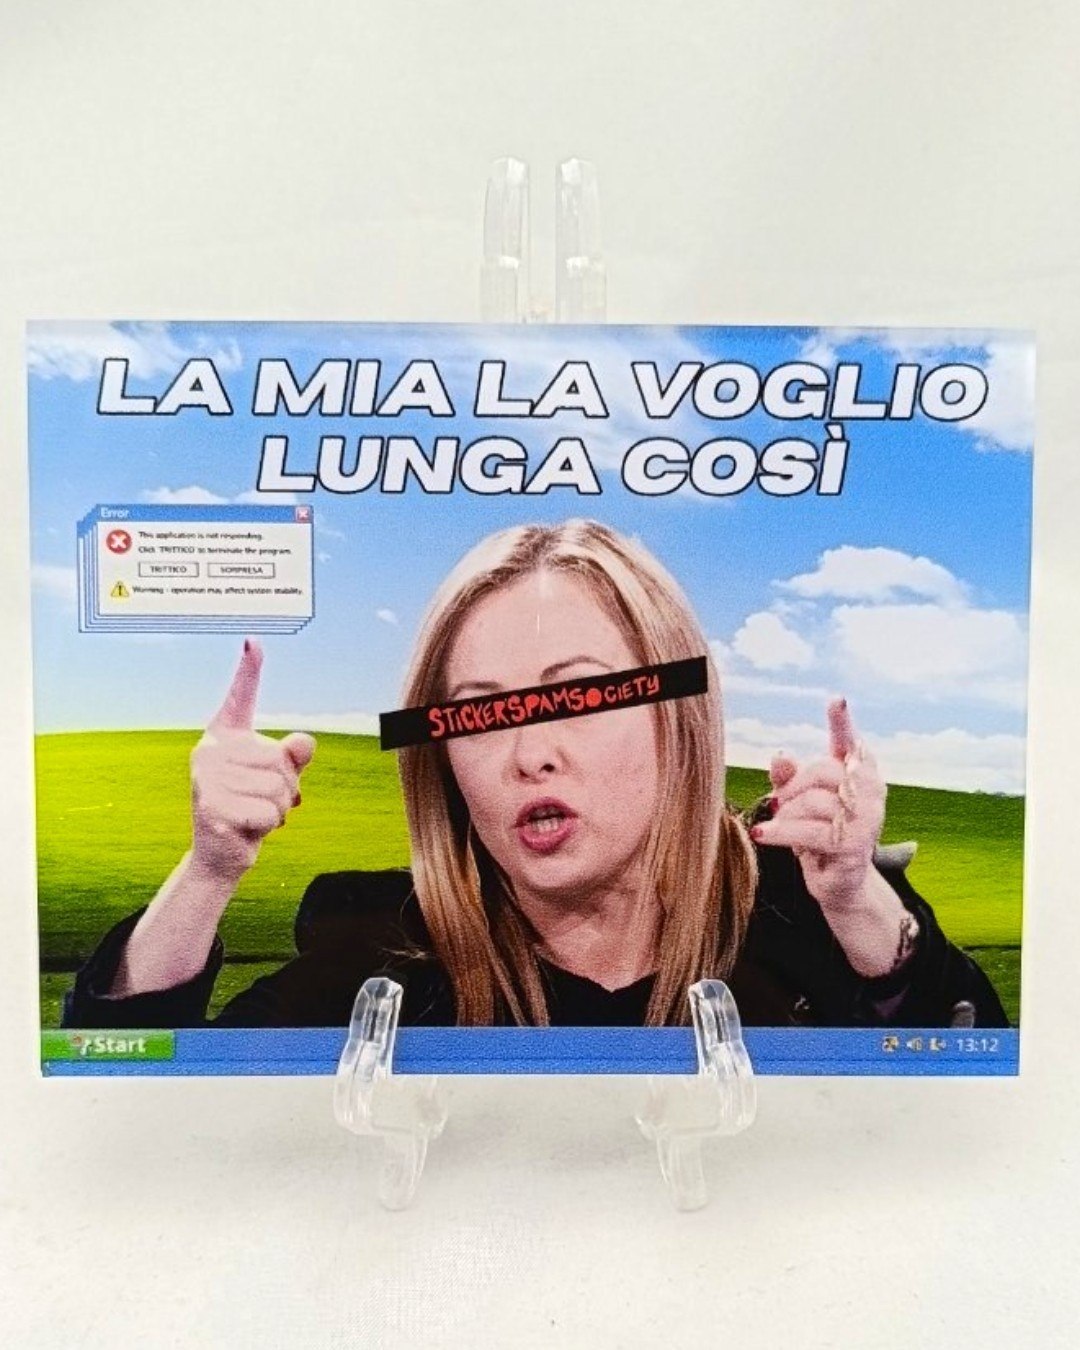 LA MIA LA VOGLIO
LUNGA COSÌ
Error
This application is not responding.
Click 'TRITTICO' to terminate the program.
TRITTICO SORPRESA
Warning - operation may affect system stability.
STICKERSPAMSOCIETY
Start 13:12